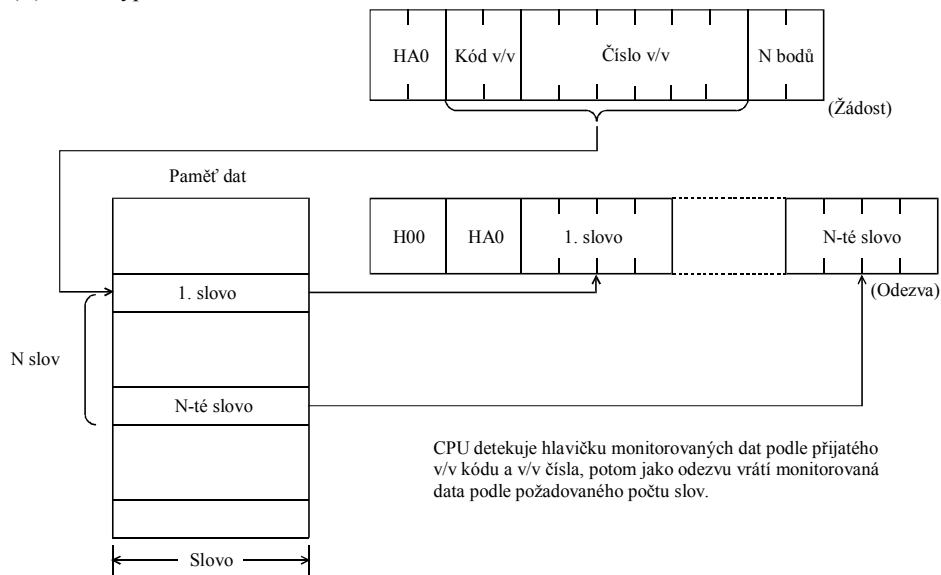 HA0 Kód v/v Číslo v/v N bodů
(Žádost)
Paměť dat
H00 HA0 1. slovo N-té slovo
(Odezva)
1. slovo
N slov
N-té slovo
CPU detekuje hlavičku monitorovaných dat podle přijatého
v/v kódu a v/v čísla, potom jako odezvu vrátí monitorovaná
data podle požadovaného počtu slov.
Slovo